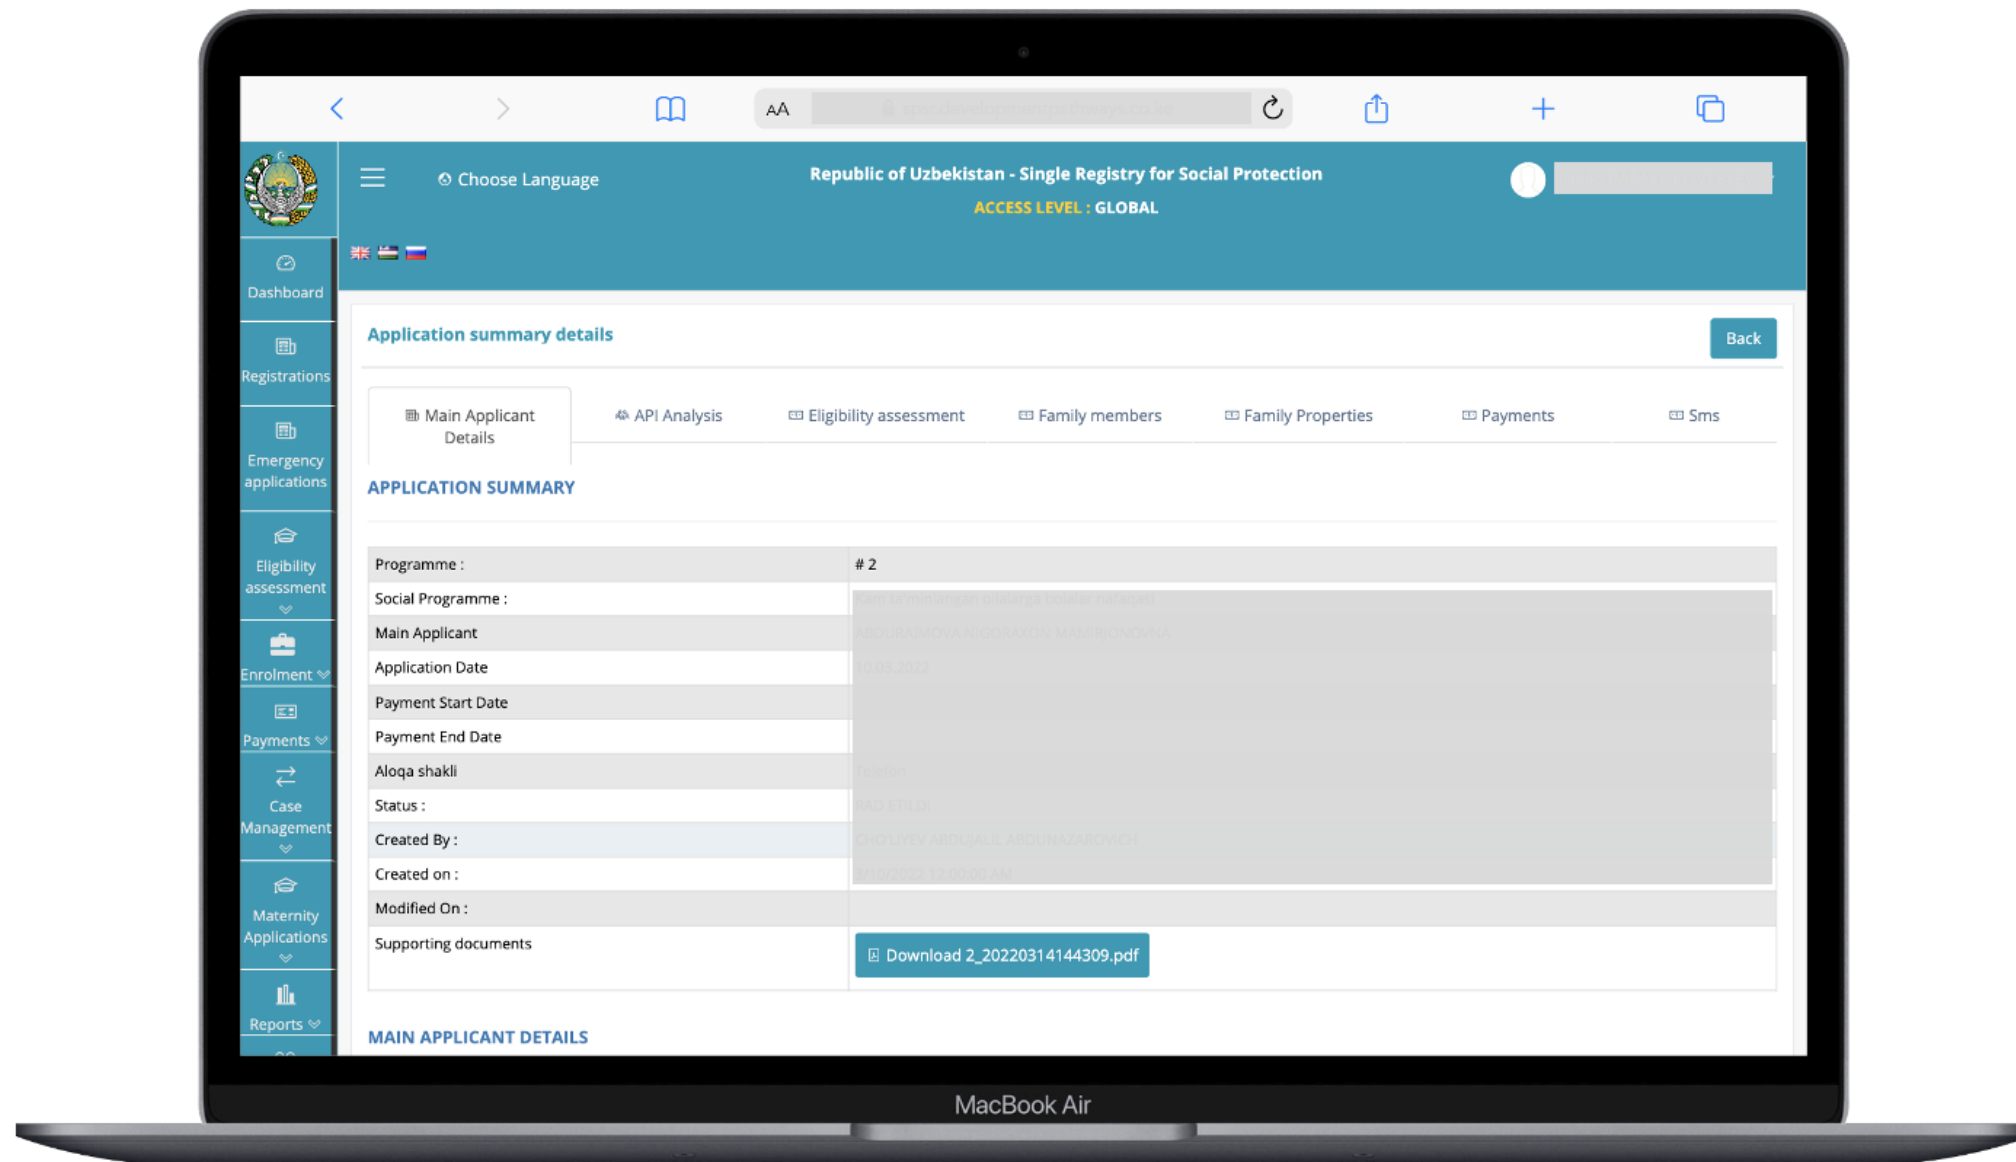 AA
Choose Language
Republic of Uzbekistan - Single Registry for Social Protection
ACCESS LEVEL : GLOBAL
Dashboard
Registrations
Emergency
applications
Eligibility
assessment
Enrolment
Payments
Case
Management
Maternity
Applications
Reports
Application summary details
Back
Main Applicant
Details
API Analysis
Eligibility assessment
Family members
Family Properties
Payments
Sms
APPLICATION SUMMARY
Programme : # 2
Social Programme :
Main Applicant
Application Date
Payment Start Date
Payment End Date
Aloqa shakli
Status :
Created By :
Created on :
Modified On :
Supporting documents
Download 2_20220314144309.pdf
MAIN APPLICANT DETAILS
MacBook Air